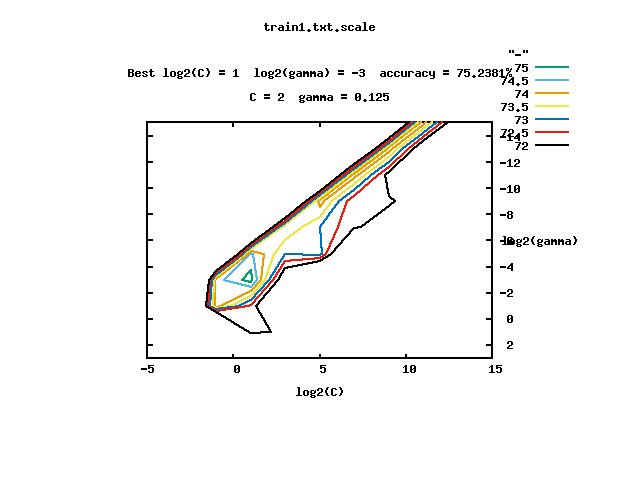 train1.txt.scale
"-"
Best log2(C) = 1 log2(gamma) = -3 accuracy = 75.2381%
75
74.5
74
73.5
73
72.5
72
C = 2 gamma = 0.125
-14
-12
-10
-8
-6
log2(gamma)
-4
-2
0
2
-5 0 5 10 15
log2(C)